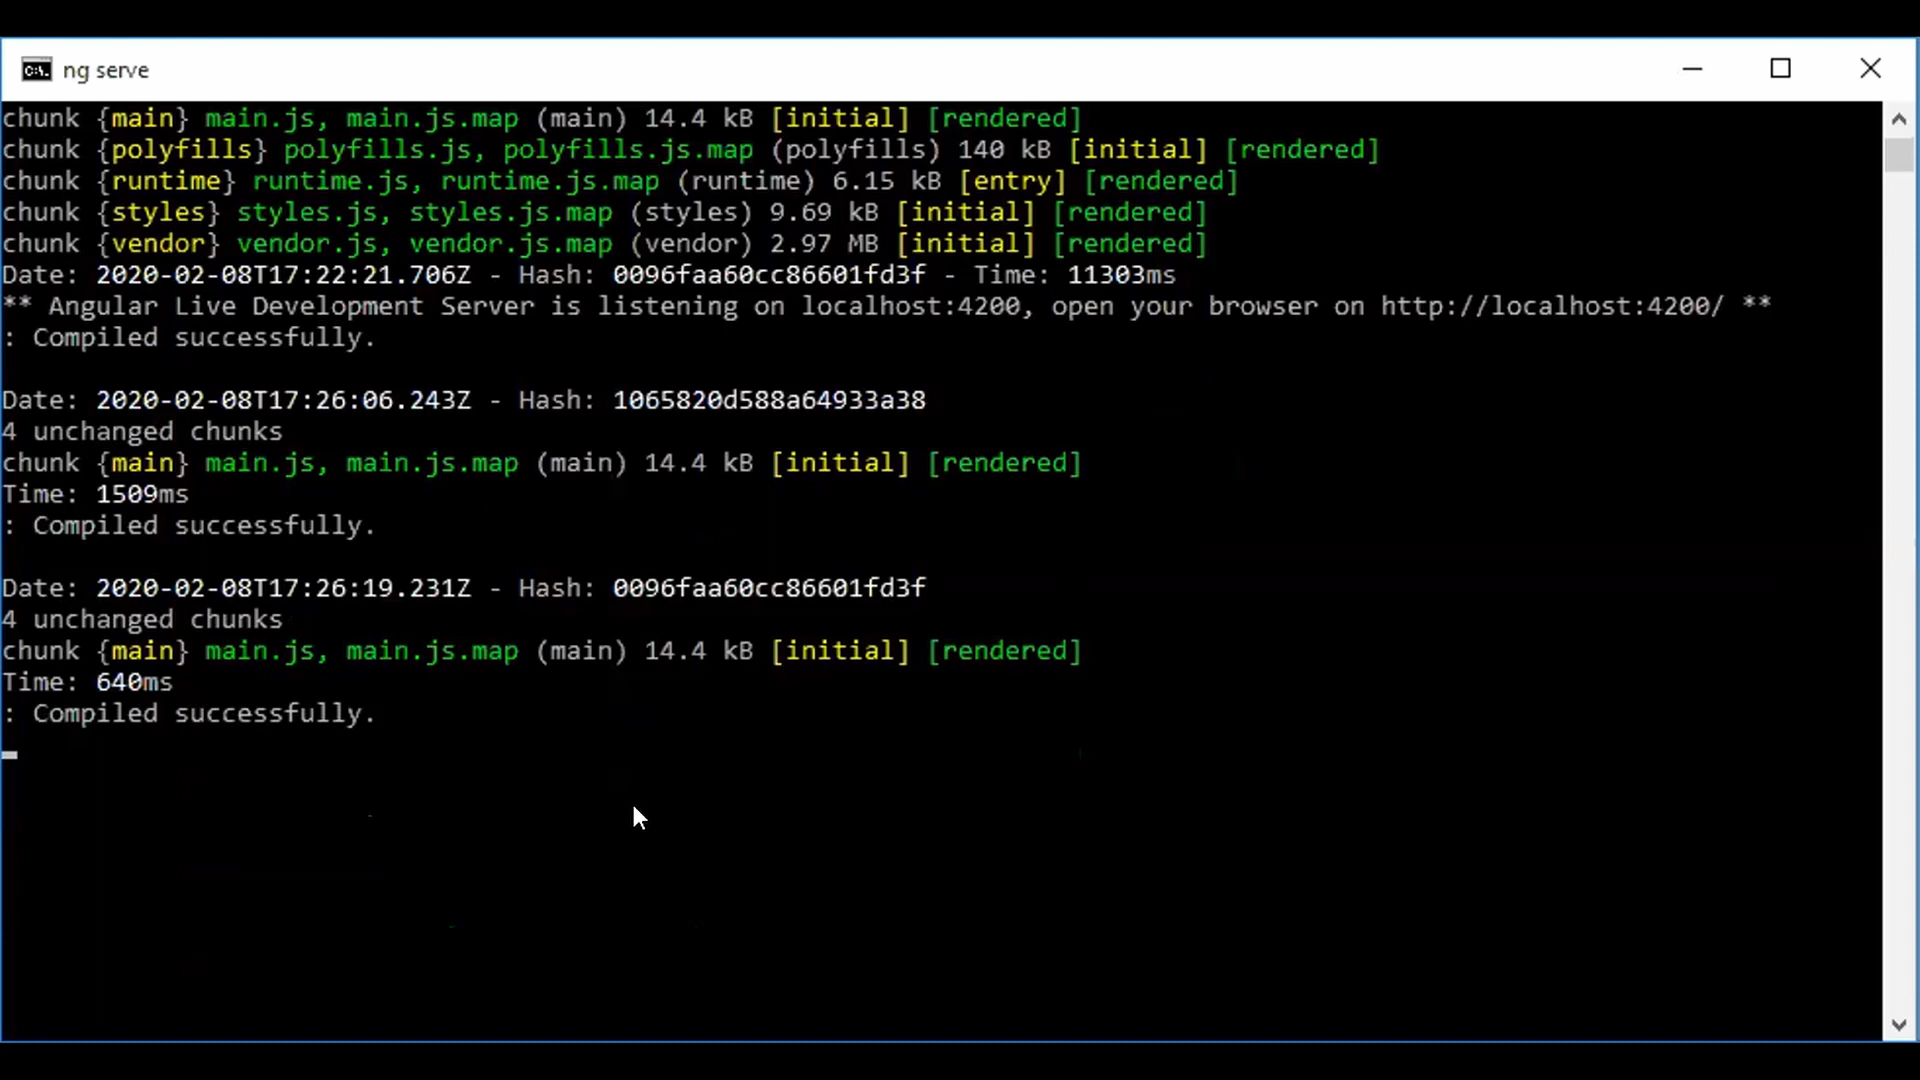 ng serve
chunk {main} main.js, main.js.map (main) 14.4 kB [initial] [rendered]
chunk {polyfills} polyfills.js, polyfills.js.map (polyfills) 140 kB [initial] [rendered]
chunk {runtime} runtime.js, runtime.js.map (runtime) 6.15 kB [entry] [rendered]
chunk {styles} styles.js, styles.js.map (styles) 9.69 kB [initial] [rendered]
chunk {vendor} vendor.js, vendor.js.map (vendor) 2.97 MB [initial] [rendered]
Date: 2020-02-08T17:22:21.706Z - Hash: 0096faa60cc86601fd3f - Time: 11303ms
** Angular Live Development Server is listening on localhost:4200, open your browser on http://localhost:4200/ **
: Compiled successfully.
Date: 2020-02-08T17:26:06.243Z - Hash: 1065820d588a64933a38
4 unchanged chunks
chunk {main} main.js, main.js.map (main) 14.4 kB [initial] [rendered]
Time: 1509ms
: Compiled successfully.
Date: 2020-02-08T17:26:19.231Z - Hash: 0096faa60cc86601fd3f
4 unchanged chunks
chunk {main} main.js, main.js.map (main) 14.4 kB [initial] [rendered]
Time: 640ms
: Compiled successfully.